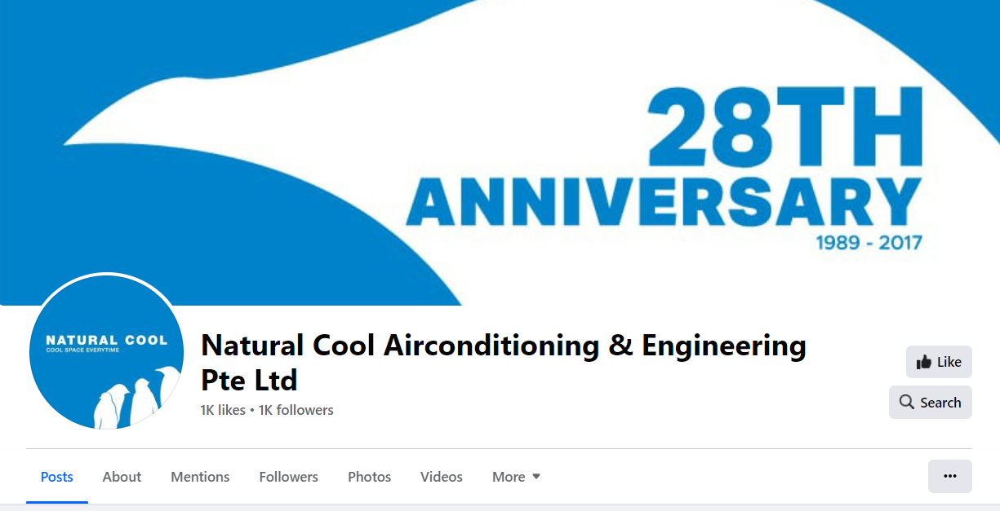 28TH
ANNIVERSARY
1989 - 2017
NATURAL COOL
COOL SPACE EVERYTIME
Natural Cool Airconditioning & Engineering
Pte Ltd
1K likes • 1K followers
Like
Search
Posts About Mentions Followers Photos Videos More